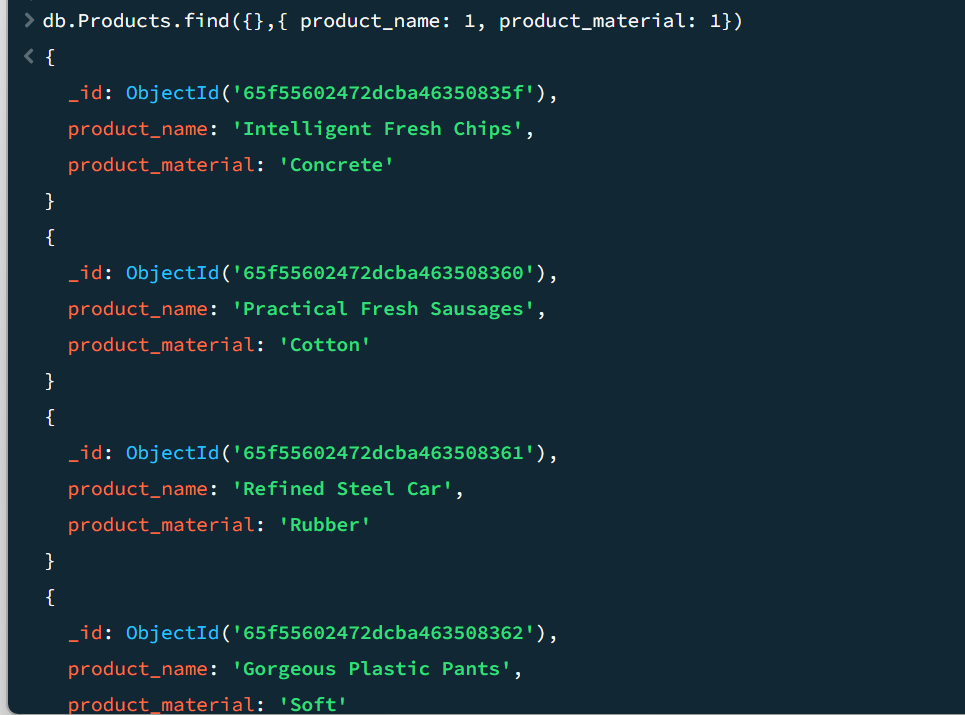 > db.Products.find({},{ product_name: 1, product_material: 1})
< {
_id: ObjectId('65f55602472dcba46350835f'),
product_name: 'Intelligent Fresh Chips',
product_material: 'Concrete'
}
{
_id: ObjectId('65f55602472dcba463508360'),
product_name: 'Practical Fresh Sausages',
product_material: 'Cotton'
}
{
_id: ObjectId('65f55602472dcba463508361'),
product_name: 'Refined Steel Car',
product_material: 'Rubber'
}
{
_id: ObjectId('65f55602472dcba463508362'),
product_name: 'Gorgeous Plastic Pants',
product_material: 'Soft'